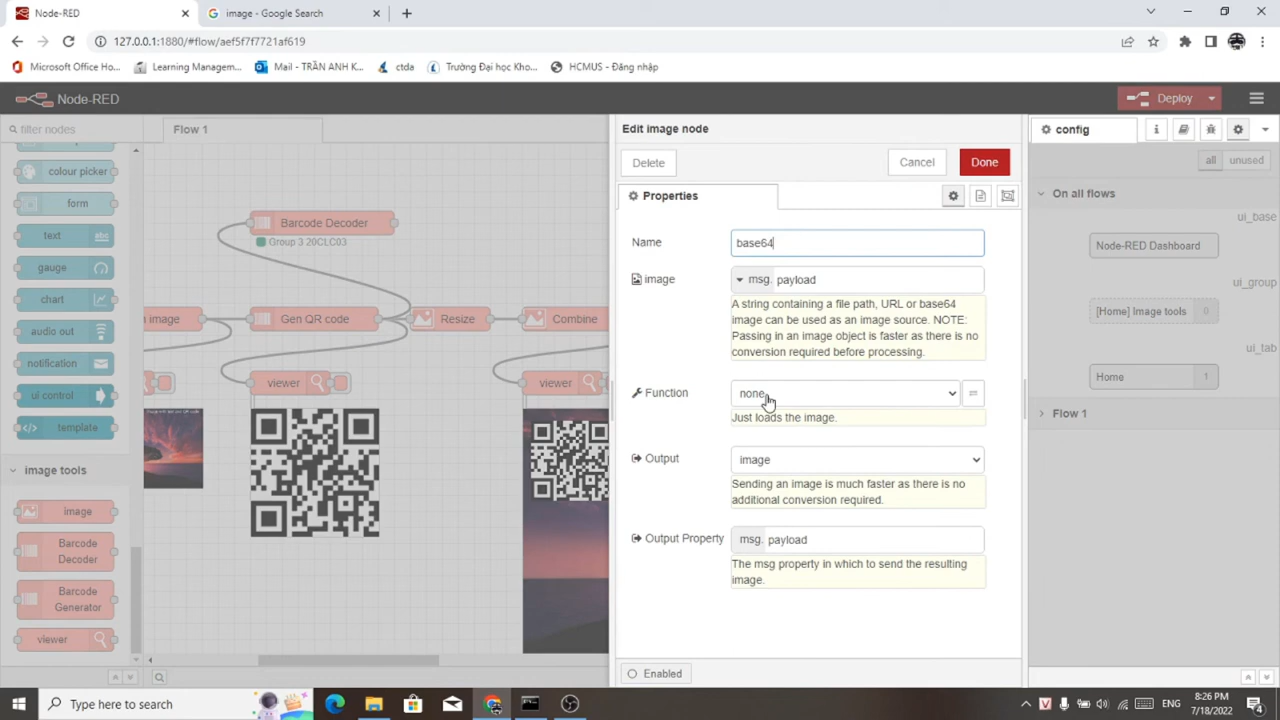 Node-RED
image - Google Search
127.0.0.1:1880/#flow/aef5f7f7721af619
Microsoft Office Ho...
Learning Managem...
Mail - TRẦN ANH K...
ctda
Trường Đại học Kho...
HCMUS - Đăng nhập
Node-RED
Deploy
filter nodes
Flow 1
Edit image node
config
Delete
Cancel
Done
all
unused
colour picker
Properties
On all flows
form
Barcode Decoder
ui_base
text
Group 3 20CLC03
Name
base64
Node-RED Dashboard
gauge
image
msg. payload
ui_group
chart
A string containing a file path, URL or base64
image can be used as an image source. NOTE:
Passing in an image object is faster as there is no
conversion required before processing.
[Home] Image tools
0
image
Gen QR code
Resize
Combine
audio out
ui_tab
notification
viewer
viewer
Home
1
ui control
Function
none
Just loads the image.
Flow 1
template
Output
image
image tools
Sending an image is much faster as there is no
additional conversion required.
image
Output Property
msg. payload
Barcode
Decoder
The msg property in which to send the resulting
image.
Barcode
Generator
viewer
Enabled
Type here to search
ENG
8:26 PM
7/18/2022
4